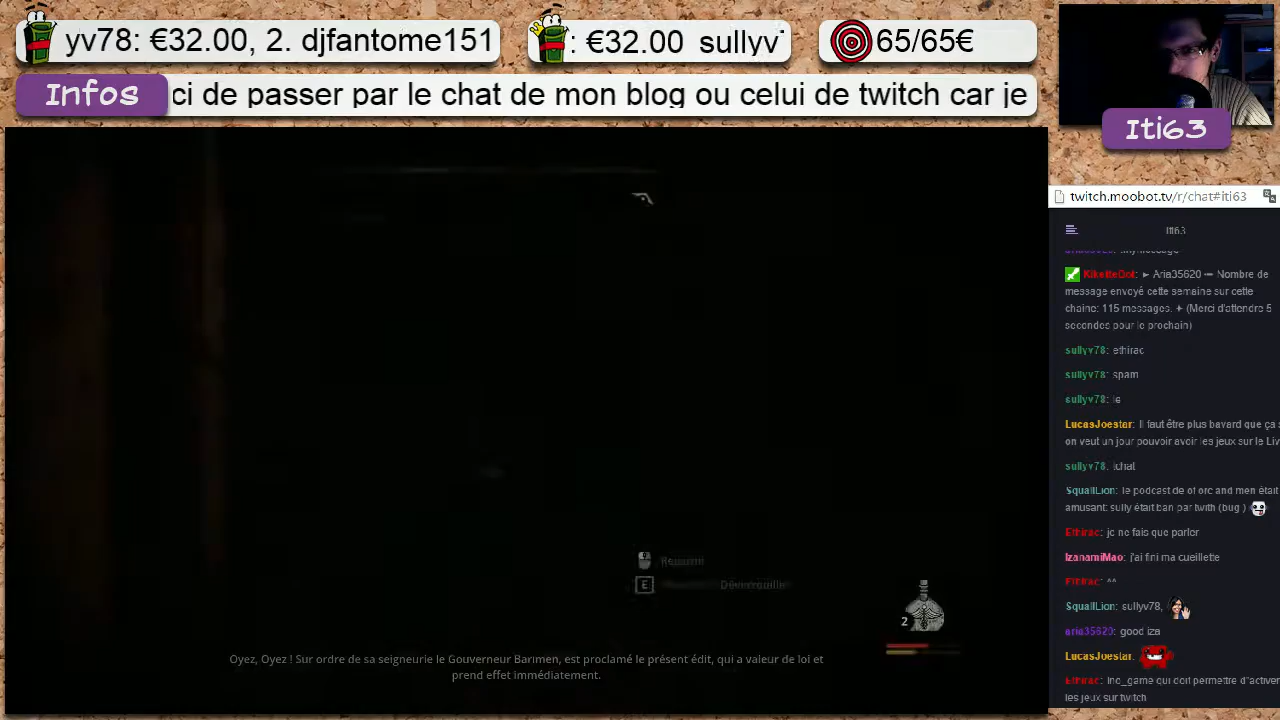 yv78: €32.00, 2. djfantome151
: €32.00 sullyv
65/65€
Infos
ci de passer par le chat de mon blog ou celui de twitch car je
Iti63
twitch.moobot.tv/r/chat#iti63
Iti63
KiketteBot: ► Aria35620 ➖ Nombre de
message envoyé cette semaine sur cette
chaine: 115 messages. ✦ (Merci d'attendre 5
secondes pour le prochain)
sullyv78: ethirac
sullyv78: spam
sullyv78: le
LucasJoestar: Il faut être plus bavard que ça
on veut un jour pouvoir avoir les jeux sur le
sullyv78: tchat
SquallLion: le podcast de of orc and men était
amusant: sully était ban par twith (bug )
Ethirac: je ne fais que parler
IzanamiMao: j'ai fini ma cueillette
Ethirac: ^^
SquallLion: sullyv78,
aria35620: good iza
LucasJoestar:
Ethirac: !no_game qui doit permettre d'activer
les jeux sur twitch
E
Déverrouiller
2
Oyez, Oyez ! Sur ordre de sa seigneurie le Gouverneur Barimen, est proclamé le présent édit, qui a valeur de loi et
prend effet immédiatement.